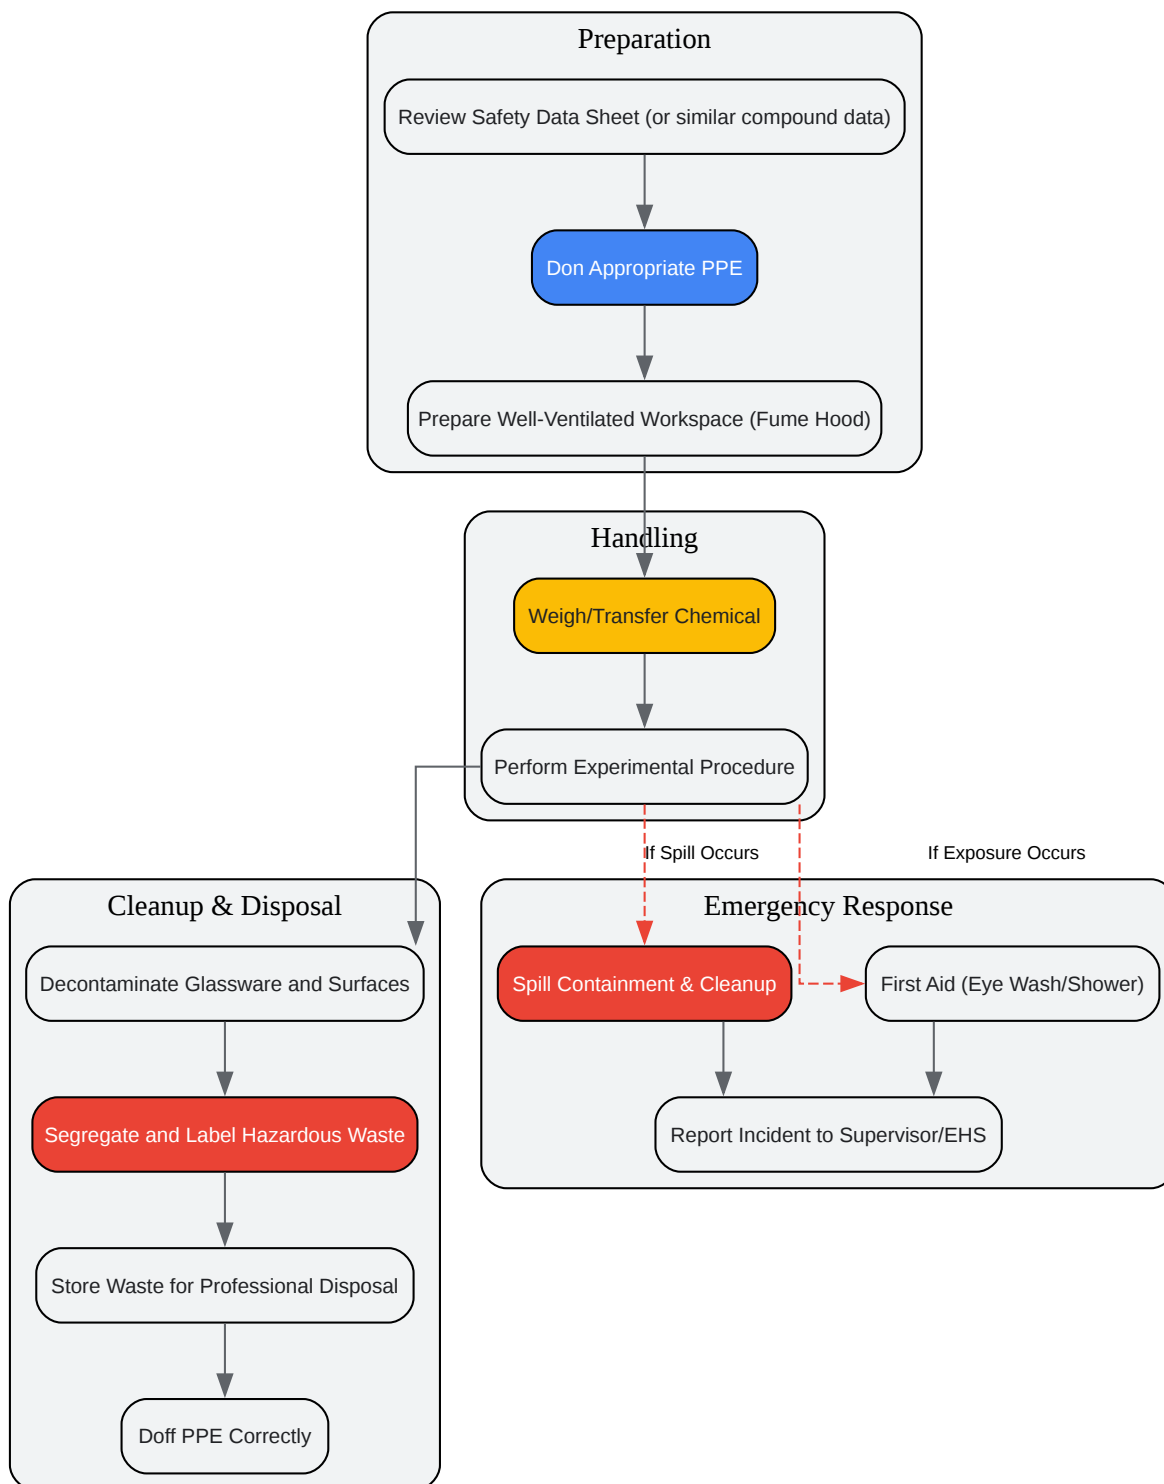 Preparation
Review Safety Data Sheet (or similar compound data)
Don Appropriate PPE
Prepare Well-Ventilated Workspace (Fume Hood)
Handling
Weigh/Transfer Chemical
Perform Experimental Procedure
If Spill Occurs
If Exposure Occurs
Cleanup & Disposal
Decontaminate Glassware and Surfaces
Segregate and Label Hazardous Waste
Store Waste for Professional Disposal
Doff PPE Correctly
Emergency Response
Spill Containment & Cleanup
First Aid (Eye Wash/Shower)
Report Incident to Supervisor/EHS